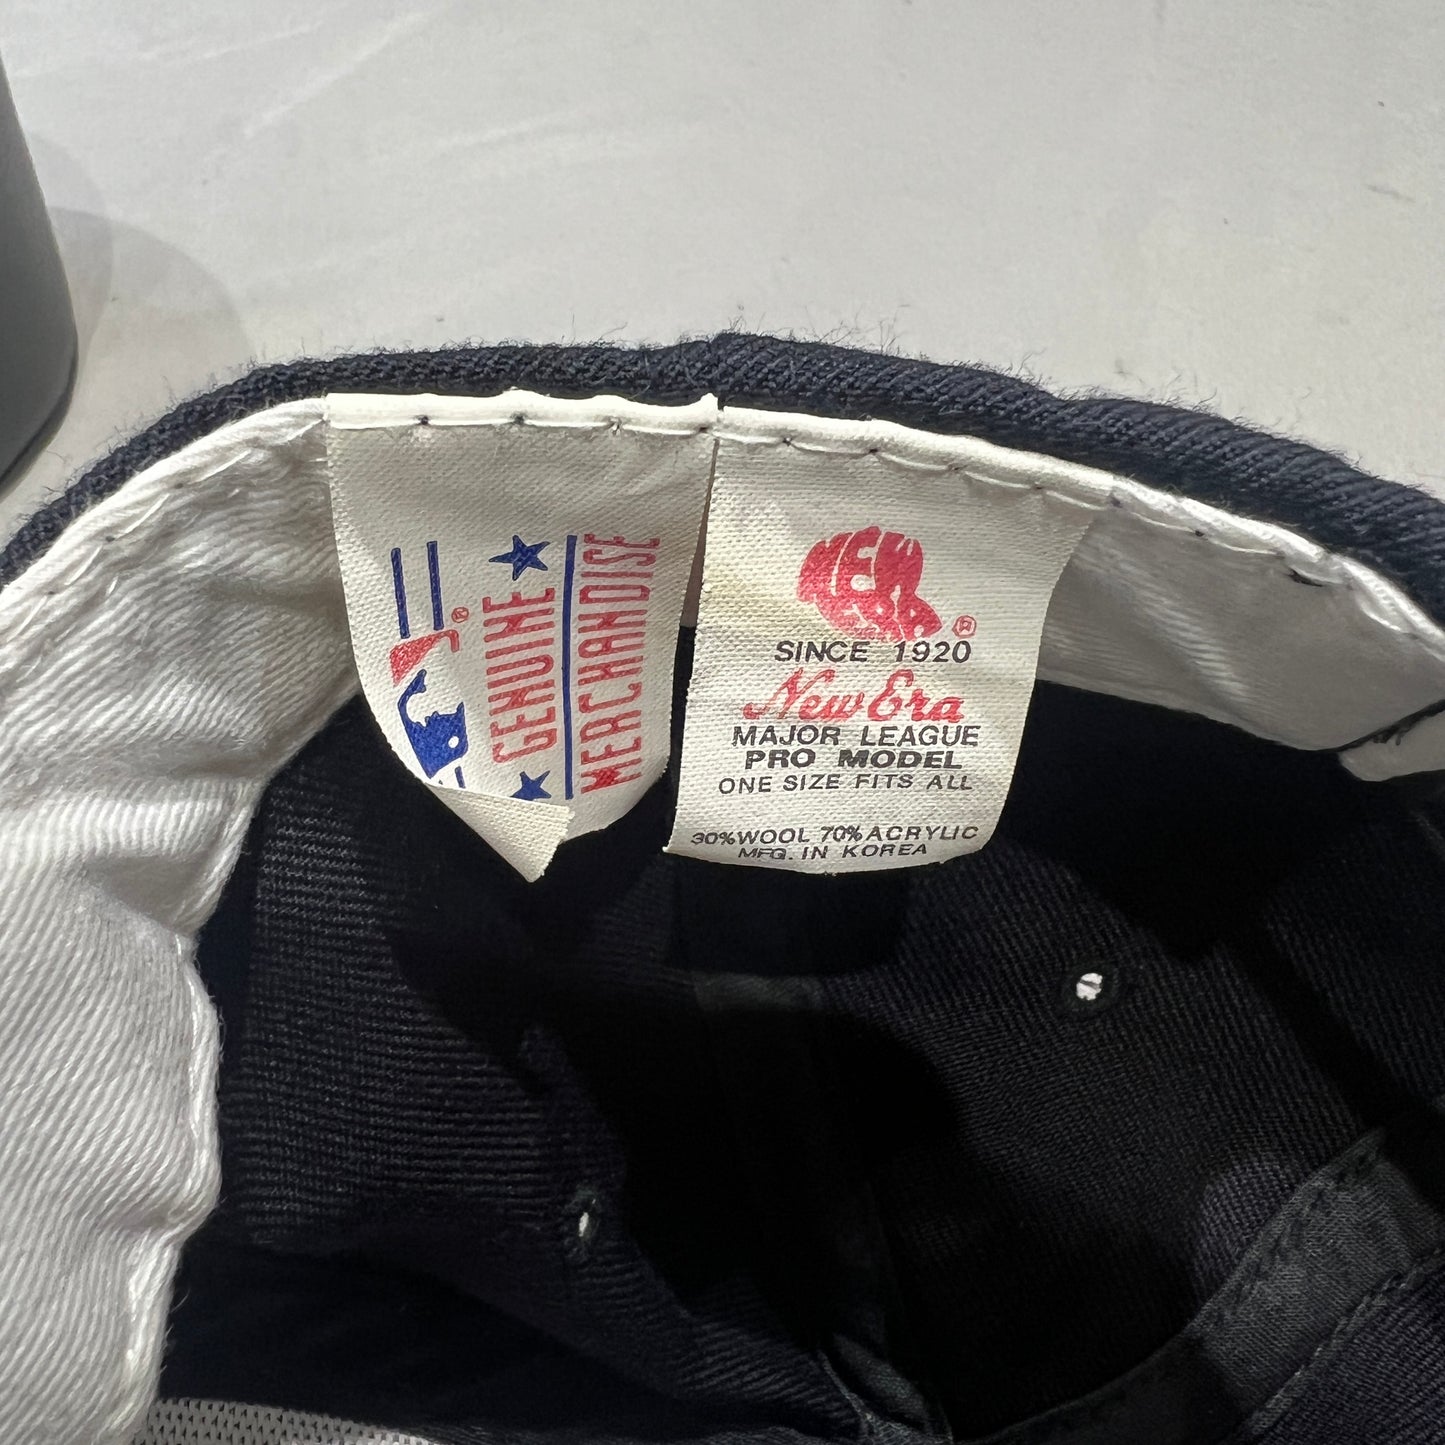 GENUINE
MERCHANDISE
®
NEW
ERA
®
SINCE 1920
New Era
MAJOR LEAGUE
PRO MODEL
ONE SIZE FITS ALL
30% WOOL 70% ACRYLIC
MFG. IN KOREA